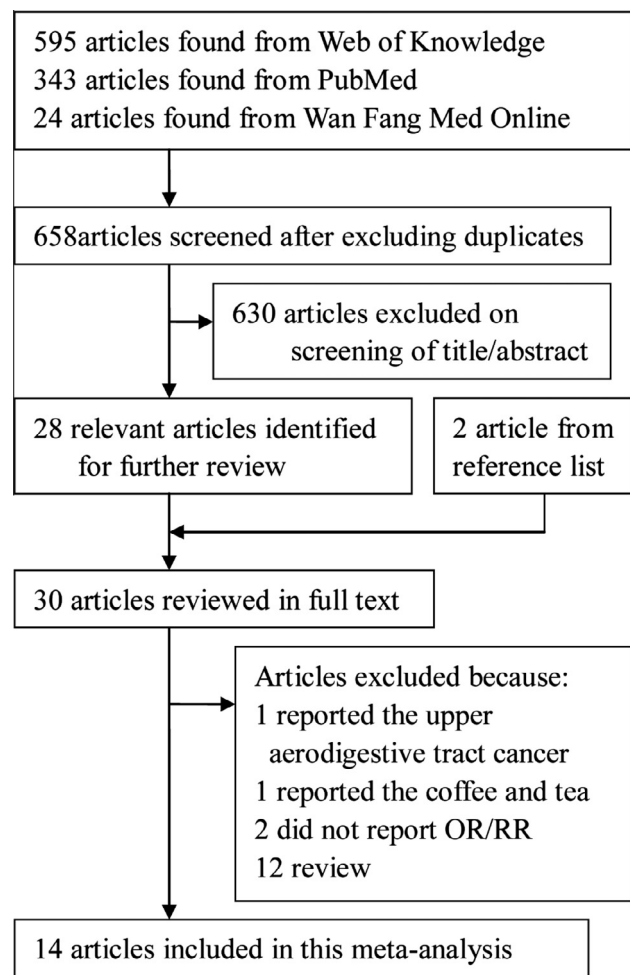 595 articles found from Web of Knowledge
343 articles found from PubMed
24 articles found from Wan Fang Med Online
658articles screened after excluding duplicates
630 articles excluded on
screening of title/abstract
28 relevant articles identified
for further review
2 article from
reference list
30 articles reviewed in full text
Articles excluded because:
1 reported the upper
aerodigestive tract cancer
1 reported the coffee and tea
2 did not report OR/RR
12 review
14 articles included in this meta-analysis